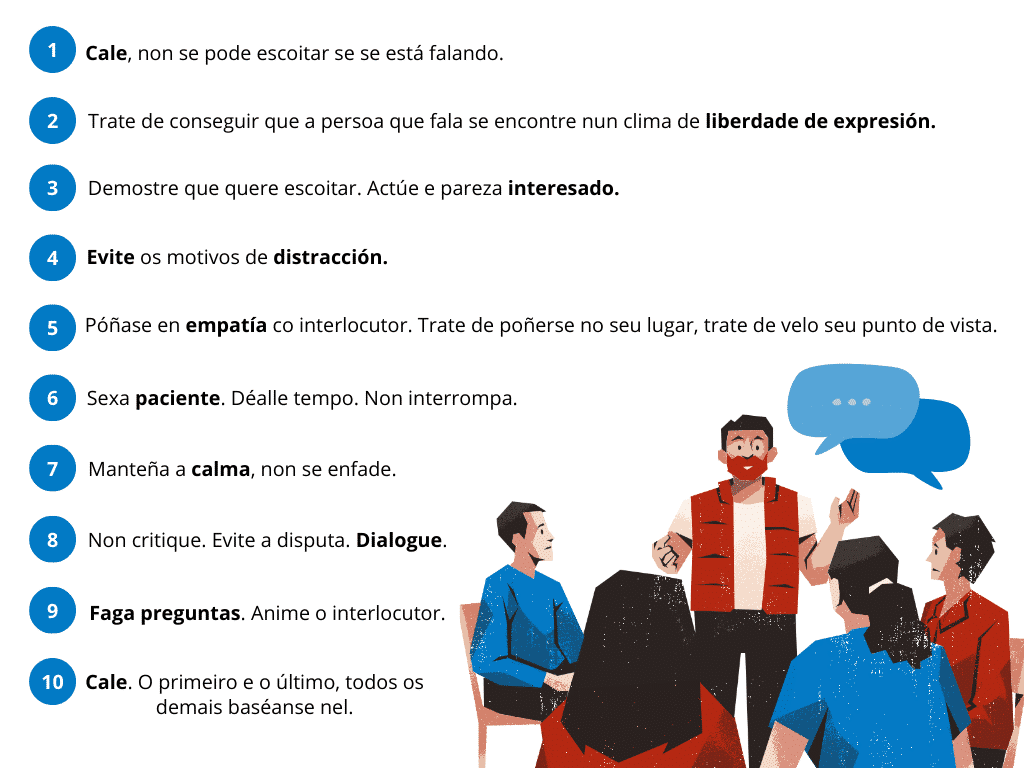 1 Cale, non se pode escoitar se se está falando.
2 Trate de conseguir que a persoa que fala se encontre nun clima de liberdade de expresión.
3 Demostre que quere escoitar. Actúe e pareza interesado.
4 Evite os motivos de distracción.
5 Póñase en empatía co interlocutor. Trate de poñerse no seu lugar, trate de velo seu punto de vista.
6 Sexa paciente. Déalle tempo. Non interrompa.
7 Manteña a calma, non se enfade.
8 Non critique. Evite a disputa. Dialogue.
9 Faga preguntas. Anime o interlocutor.
10 Cale. O primeiro e o último, todos os
demais baséanse nel.